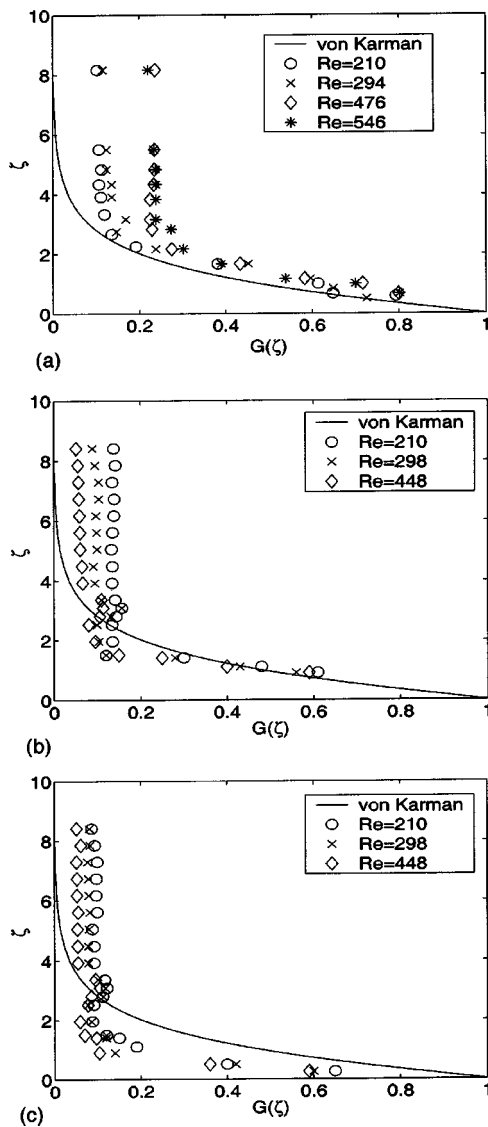 10
8
6
4
2
0
ζ
von Karman
Re=210
Re=294
Re=476
Re=546
0 0.2 0.4 0.6 0.8 1
G(ζ)
(a)
10
8
6
4
2
0
ζ
von Karman
Re=210
Re=298
Re=448
0 0.2 0.4 0.6 0.8 1
G(ζ)
(b)
10
8
6
4
2
0
ζ
von Karman
Re=210
Re=298
Re=448
0 0.2 0.4 0.6 0.8 1
G(ζ)
(c)